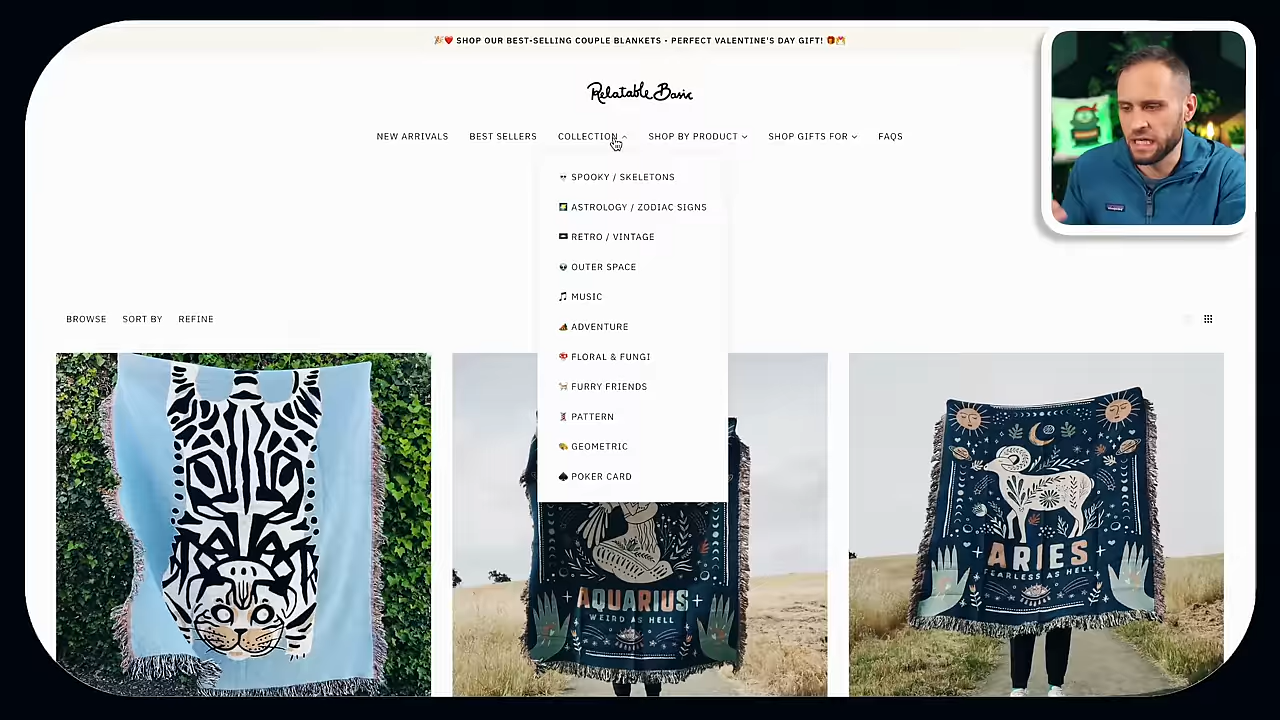 SHOP OUR BEST-SELLING COUPLE BLANKETS - PERFECT VALENTINE'S DAY GIFT!
Relatable Basic
NEW ARRIVALS BEST SELLERS COLLECTION SHOP BY PRODUCT SHOP GIFTS FOR FAQS
SPOOKY / SKELETONS
ASTROLOGY / ZODIAC SIGNS
RETRO / VINTAGE
OUTER SPACE
MUSIC
ADVENTURE
FLORAL & FUNGI
FURRY FRIENDS
PATTERN
GEOMETRIC
POKER CARD
BROWSE SORT BY REFINE
AQUARIUS
WEIRD AS HELL
ARIES
FEARLESS AS HELL